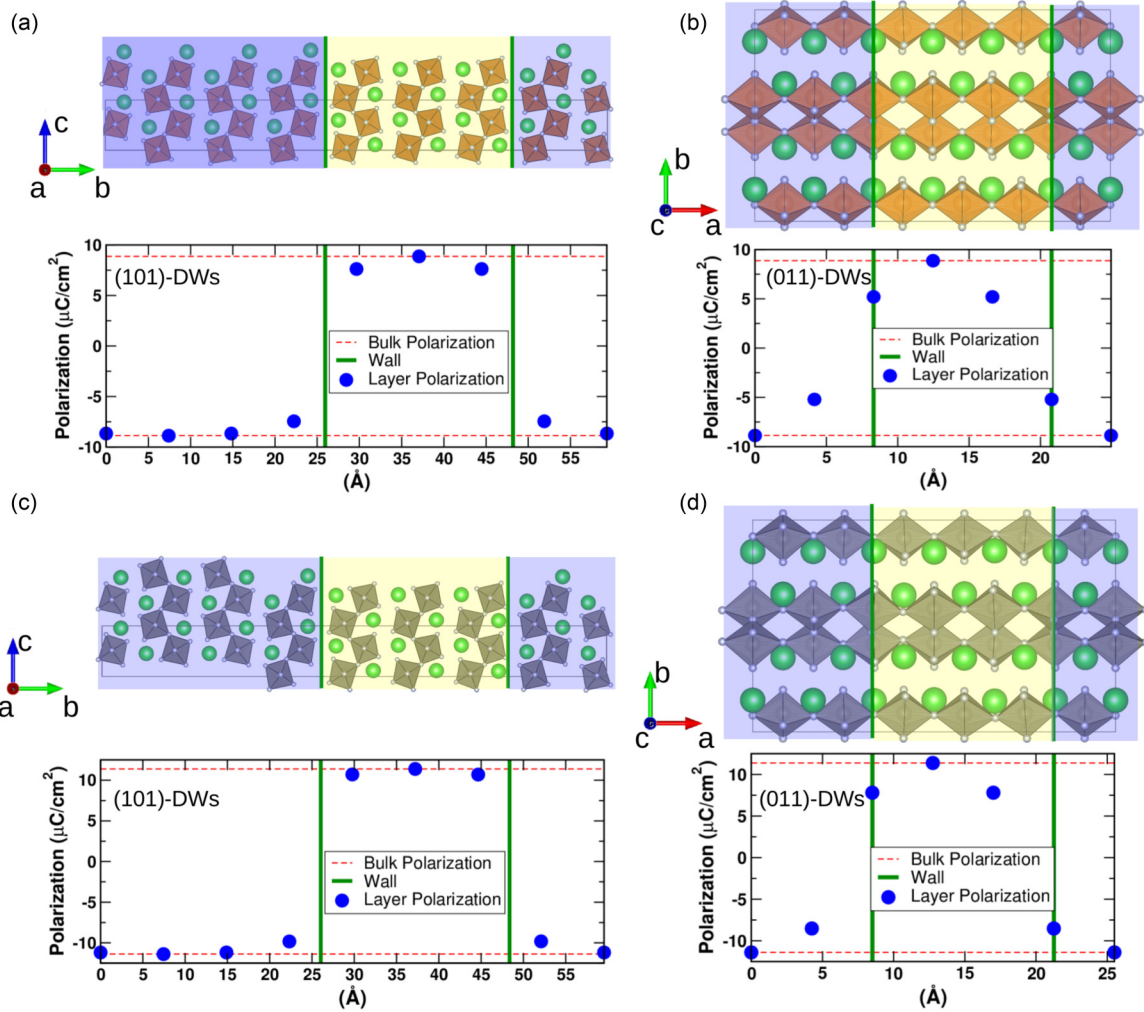 (a)
c
a
b
Polarization (μC/cm²)
10
5
0
-5
-10
(101)-DWs
Bulk Polarization
Wall
Layer Polarization
0 5 10 15 20 25 30 35 40 45 50 55
(Å)
(b)
b
c
a
Polarization (μC/cm²)
10
5
0
-5
-10
(011)-DWs
Bulk Polarization
Wall
Layer Polarization
0 5 10 15 20
(Å)
(c)
c
a
b
Polarization (μC/cm²)
10
5
0
-5
-10
(101)-DWs
Bulk Polarization
Wall
Layer Polarization
0 5 10 15 20 25 30 35 40 45 50 55
(Å)
(d)
b
c
a
Polarization (μC/cm²)
10
5
0
-5
-10
(011)-DWs
Bulk Polarization
Wall
Layer Polarization
0 5 10 15 20 25
(Å)